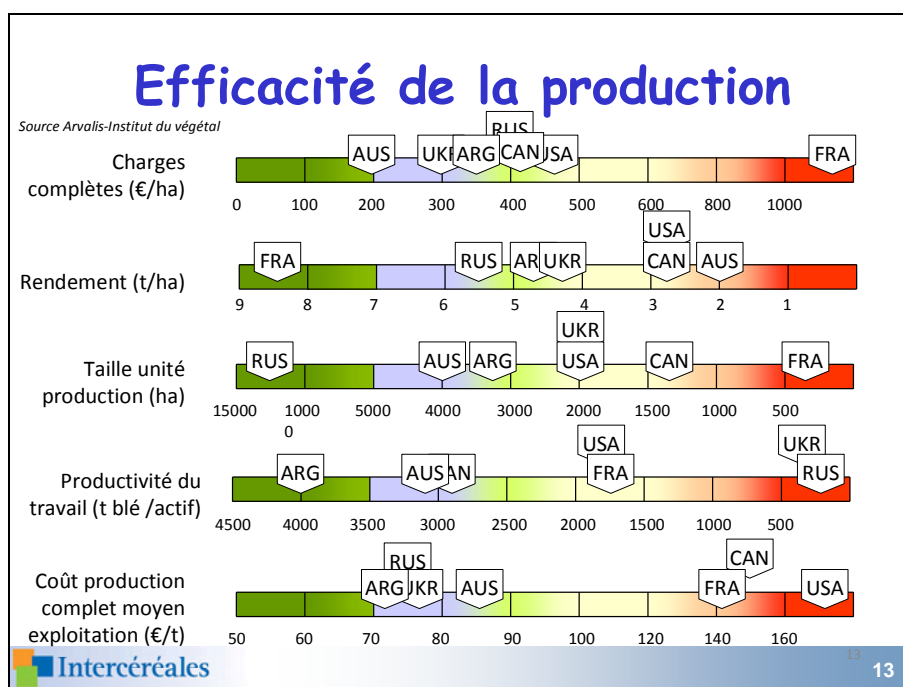 Efficacité de la production
Source Arvalis-Institut du végétal
RUS
AUS UKR ARG CAN USA FRA
Charges
complètes (€/ha)
0 100 200 300 400 500 600 800 1000
USA
FRA RUS AR UKR CAN AUS
Rendement (t/ha)
9 8 7 6 5 4 3 2 1
UKR
RUS AUS ARG USA CAN FRA
Taille unité
production (ha)
15000 1000 5000 4000 3000 2000 1500 1000 500
0
USA UKR
ARG AUS AN FRA RUS
Productivité du
travail (t blé /actif)
4500 4000 3500 3000 2500 2000 1500 1000 500
RUS CAN
ARG UKR AUS FRA USA
Coût production
complet moyen
exploitation (€/t)
50 60 70 80 90 100 120 140 160
Intercéréales
13
13